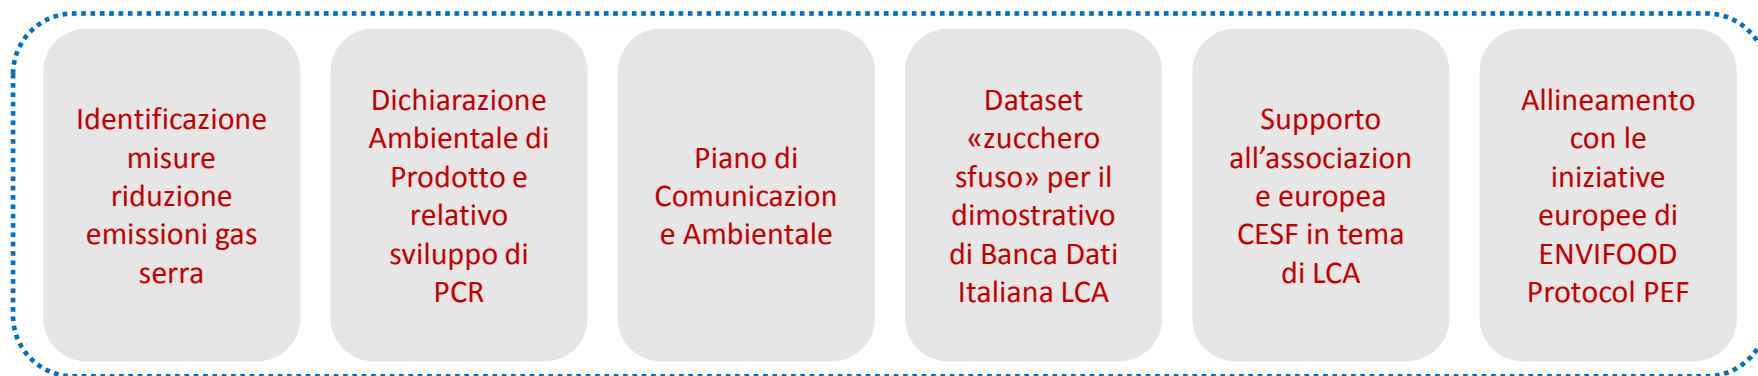 Identificazione
misure
riduzione
emissioni gas
serra
Dichiarazione
Ambientale di
Prodotto e
relativo
sviluppo di
PCR
Piano di
Comunicazion
e Ambientale
Dataset
«zucchero
sfuso» per il
dimostrativo
di Banca Dati
Italiana LCA
Supporto
all’associazion
e europea
CESF in tema
di LCA
Allineamento
con le
iniziative
europee di
ENVIFOOD
Protocol PEF